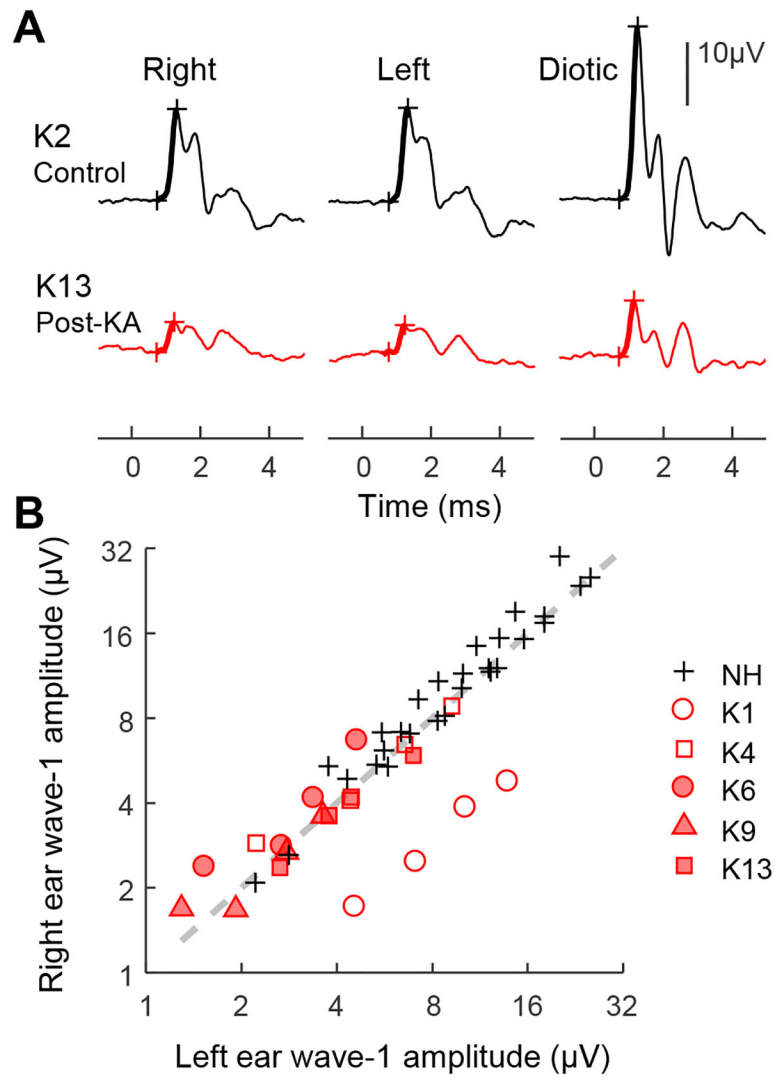 A
Right Left Diotic 10µV
K2
Control
K13
Post-KA
0 2 4 0 2 4 0 2 4
Time (ms)
B
Right ear wave-1 amplitude (µV)
32
16
8
4
2
1
1 2 4 8 16 32
Left ear wave-1 amplitude (µV)
NH
K1
K4
K6
K9
K13